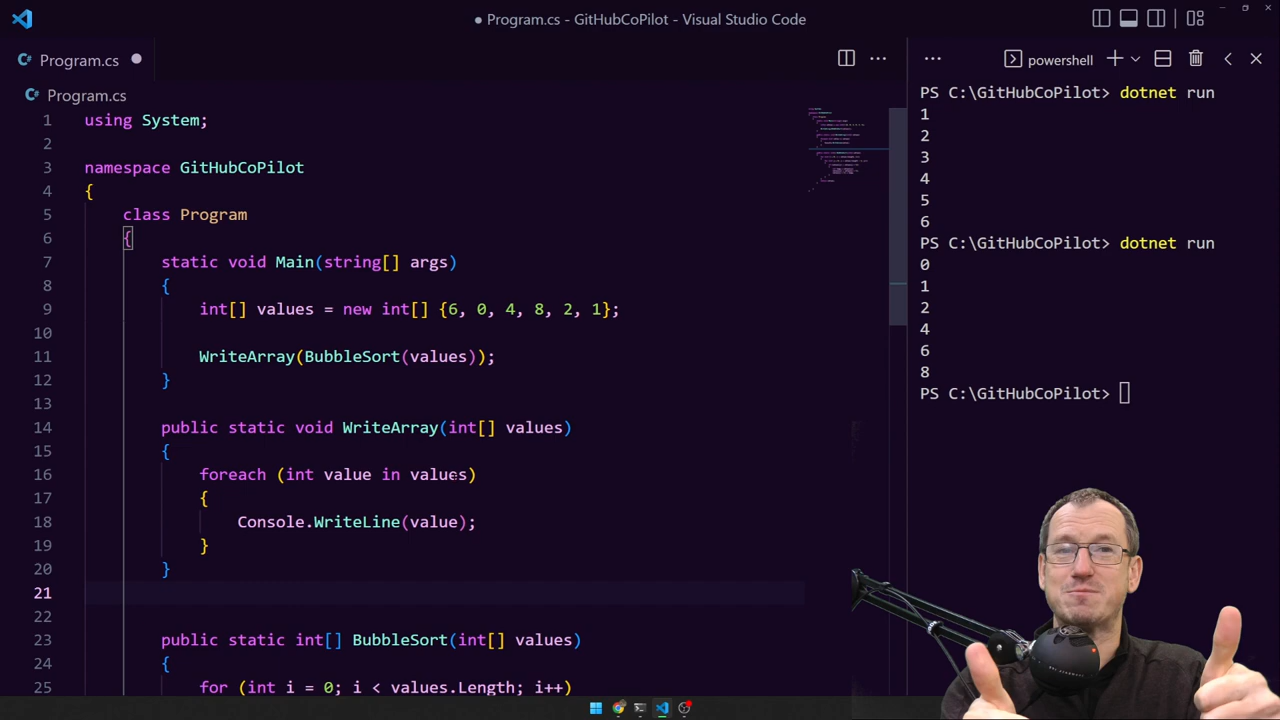 Program.cs - GitHubCoPilot - Visual Studio Code
C# Program.cs
C# Program.cs
1 using System;
2
3 namespace GitHubCoPilot
4 {
5 class Program
6 {
7 static void Main(string[] args)
8 {
9 int[] values = new int[] {6, 0, 4, 8, 2, 1};
10
11 WriteArray(BubbleSort(values));
12 }
13
14 public static void WriteArray(int[] values)
15 {
16 foreach (int value in values)
17 {
18 Console.WriteLine(value);
19 }
20 }
21
22
23 public static int[] BubbleSort(int[] values)
24 {
25 for (int i = 0; i < values.Length; i++)
powershell
PS C:\GitHubCoPilot> dotnet run
1
2
3
4
5
6
PS C:\GitHubCoPilot> dotnet run
0
1
2
4
6
8
PS C:\GitHubCoPilot>